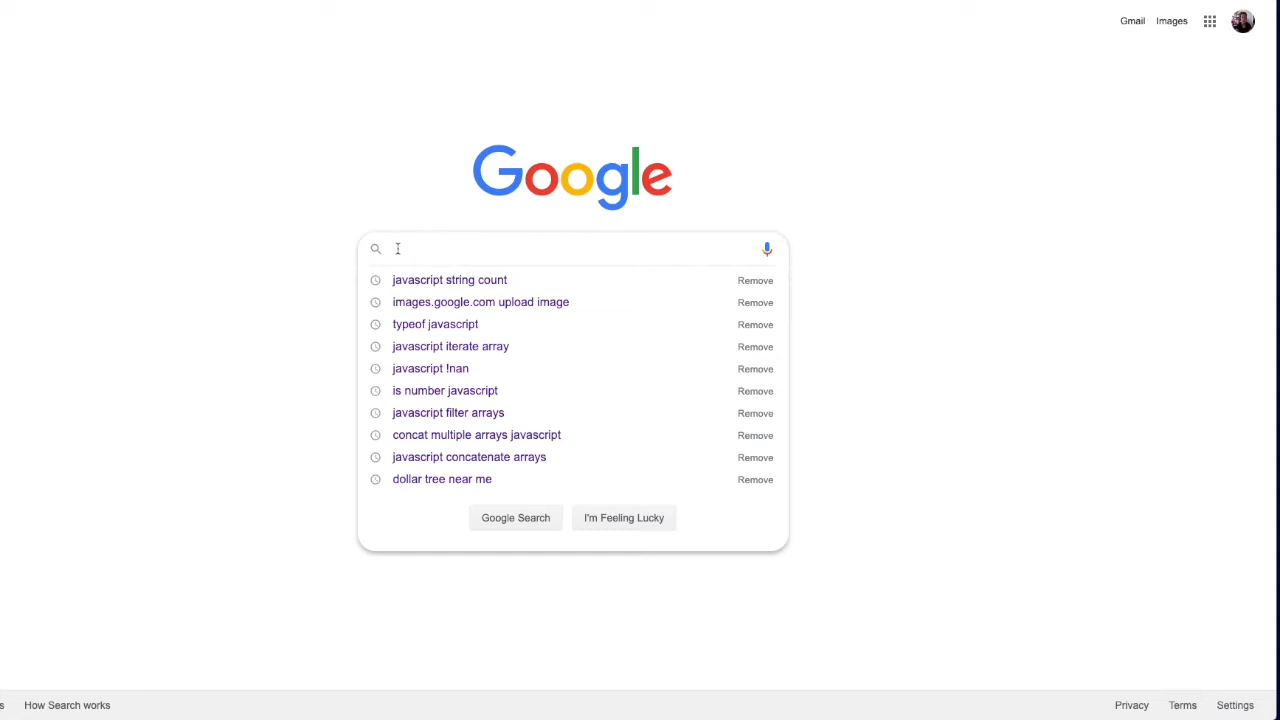 Gmail Images
Google
javascript string count Remove
images.google.com upload image Remove
typeof javascript Remove
javascript iterate array Remove
javascript !nan Remove
is number javascript Remove
javascript filter arrays Remove
concat multiple arrays javascript Remove
javascript concatenate arrays Remove
dollar tree near me Remove
Google Search I'm Feeling Lucky
s How Search works Privacy Terms Settings